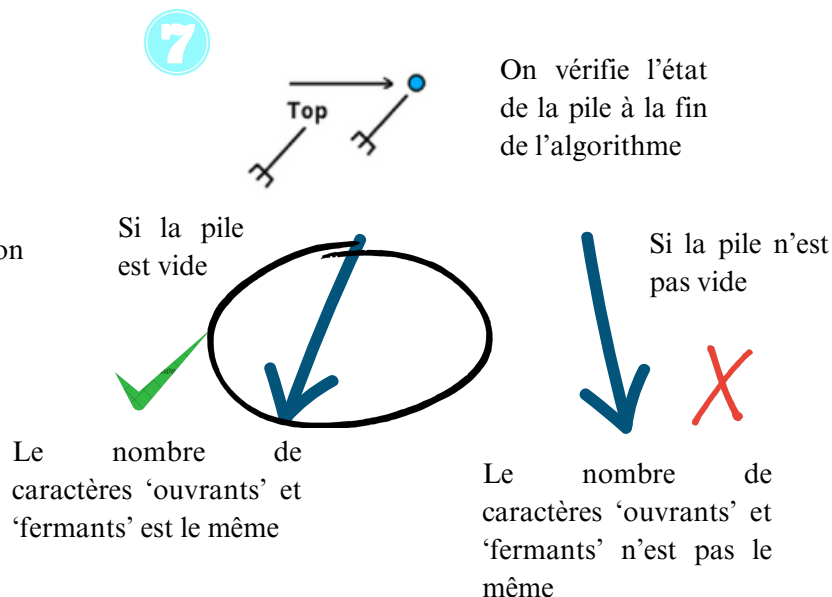 7
Top
On vérifie l’état
de la pile à la fin
de l’algorithme
on
Si la pile
est vide
Si la pile n’est
pas vide
Le nombre de
caractères ‘ouvrants’ et
‘fermants’ est le même
Le nombre de
caractères ‘ouvrants’ et
‘fermants’ n’est pas le
même